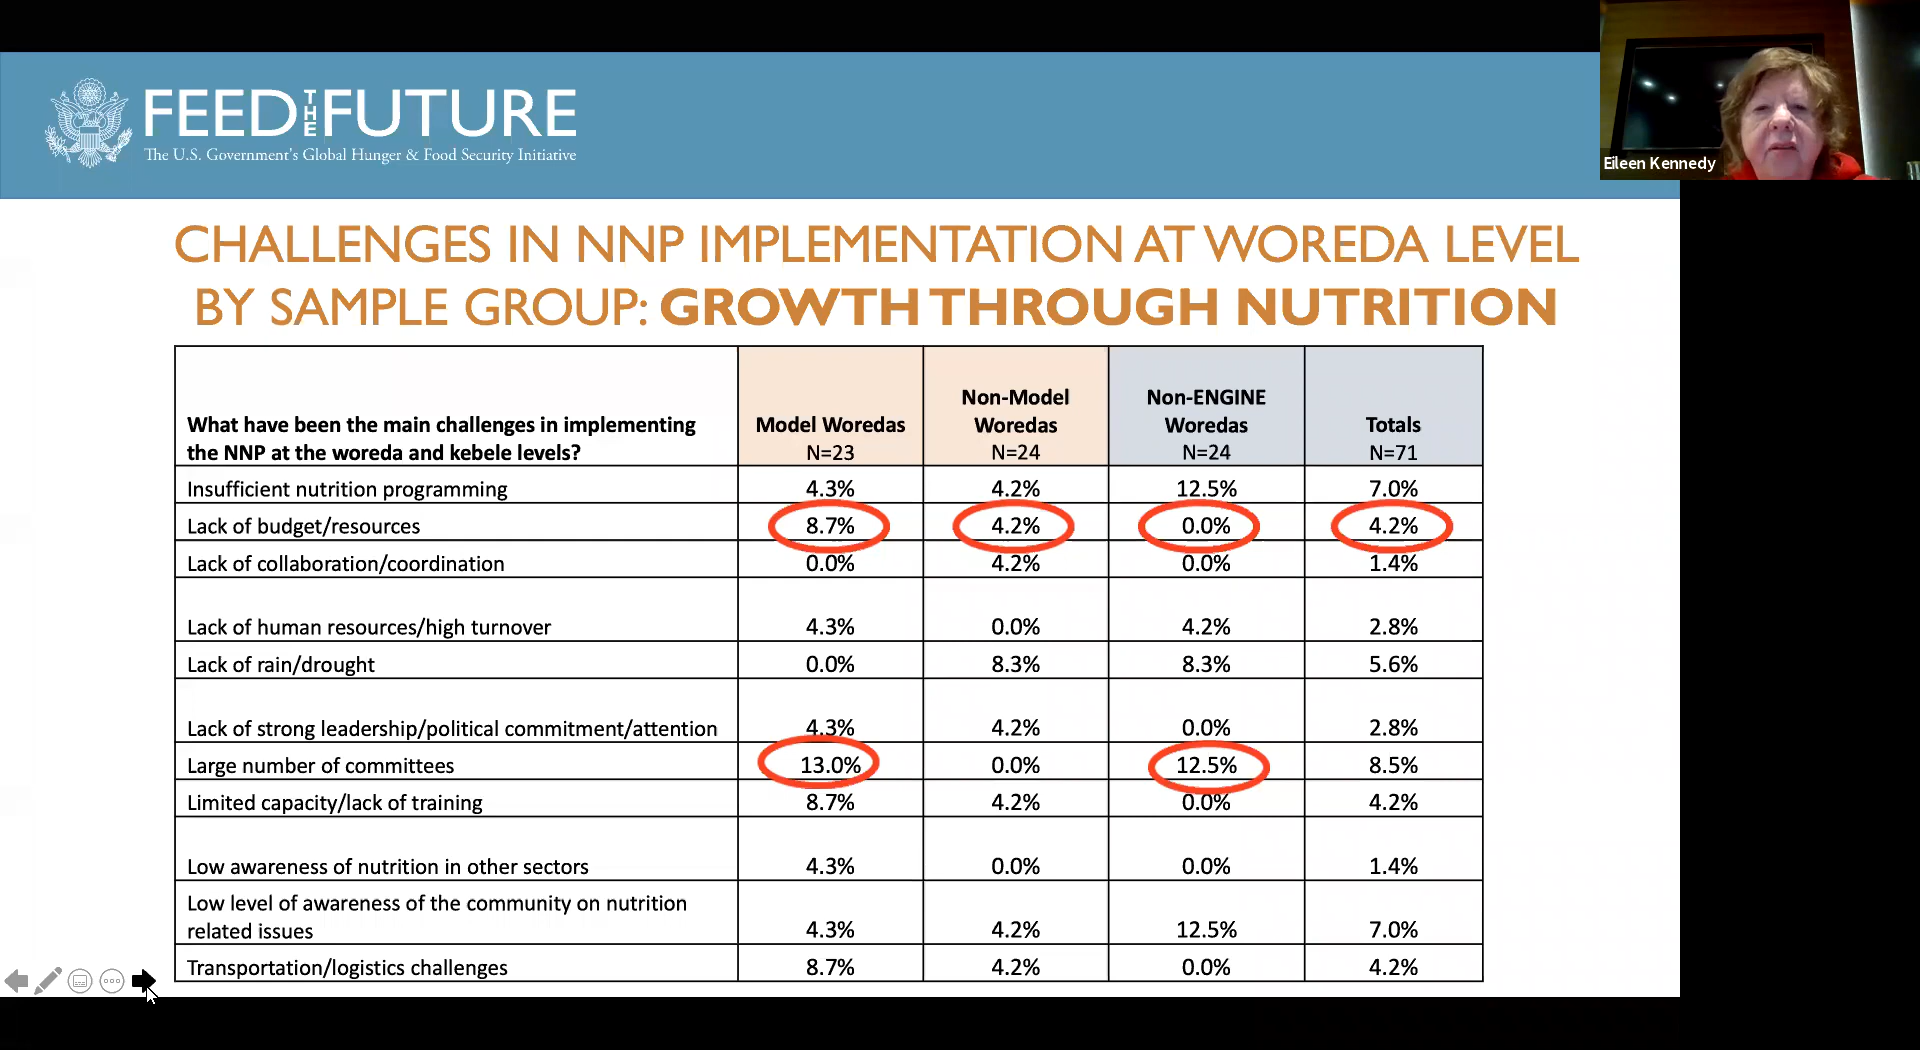 FEED THE FUTURE
The U.S. Government's Global Hunger & Food Security Initiative
Eileen Kennedy
CHALLENGES IN NNP IMPLEMENTATION AT WOREDA LEVEL
BY SAMPLE GROUP: GROWTH THROUGH NUTRITION
What have been the main challenges in implementing
the NNP at the woreda and kebele levels?
Model Woredas
N=23
Non-Model
Woredas
N=24
Non-ENGINE
Woredas
N=24
Totals
N=71
Insufficient nutrition programming 4.3% 4.2% 12.5% 7.0%
Lack of budget/resources 8.7% 4.2% 0.0% 4.2%
Lack of collaboration/coordination 0.0% 4.2% 0.0% 1.4%
Lack of human resources/high turnover 4.3% 0.0% 4.2% 2.8%
Lack of rain/drought 0.0% 8.3% 8.3% 5.6%
Lack of strong leadership/political commitment/attention 4.3% 4.2% 0.0% 2.8%
Large number of committees 13.0% 0.0% 12.5% 8.5%
Limited capacity/lack of training 8.7% 4.2% 0.0% 4.2%
Low awareness of nutrition in other sectors 4.3% 0.0% 0.0% 1.4%
Low level of awareness of the community on nutrition
related issues 4.3% 4.2% 12.5% 7.0%
Transportation/logistics challenges 8.7% 4.2% 0.0% 4.2%